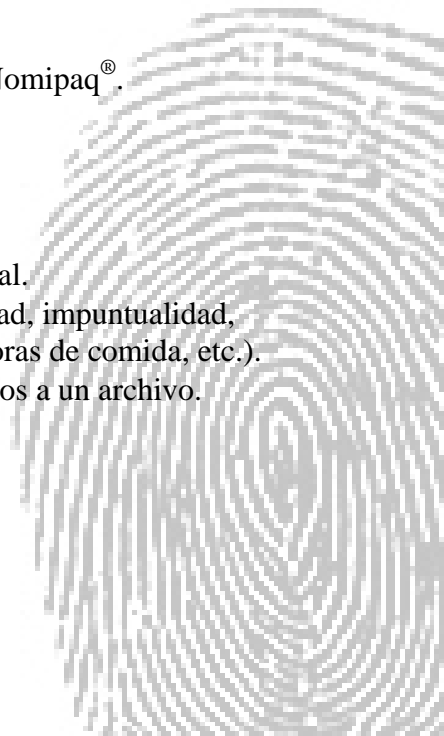 Nomipaq®.
al.
ad, impuntualidad,
oras de comida, etc.).
os a un archivo.